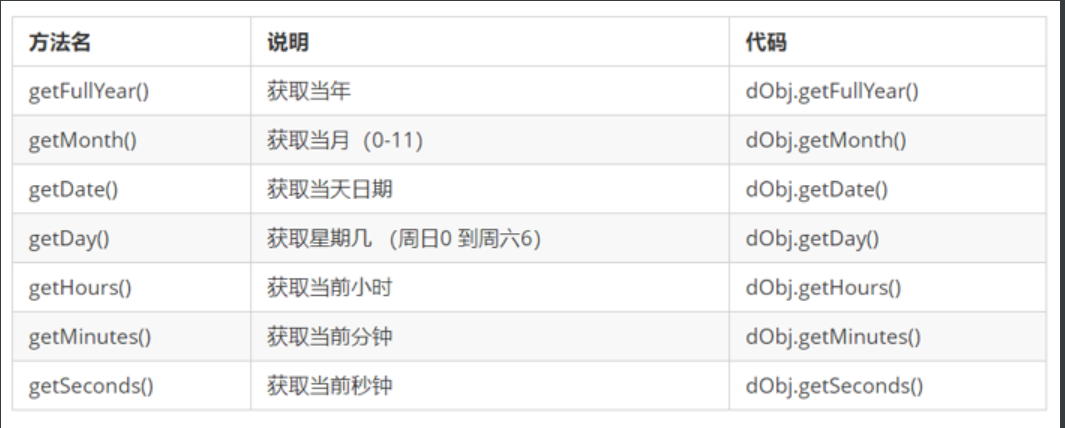 方法名 说明 代码
getFullYear() 获取当年 dObj.getFullYear()
getMonth() 获取当月（0-11） dObj.getMonth()
getDate() 获取当天日期 dObj.getDate()
getDay() 获取星期几 （周日0 到周六6） dObj.getDay()
getHours() 获取当前小时 dObj.getHours()
getMinutes() 获取当前分钟 dObj.getMinutes()
getSeconds() 获取当前秒钟 dObj.getSeconds()